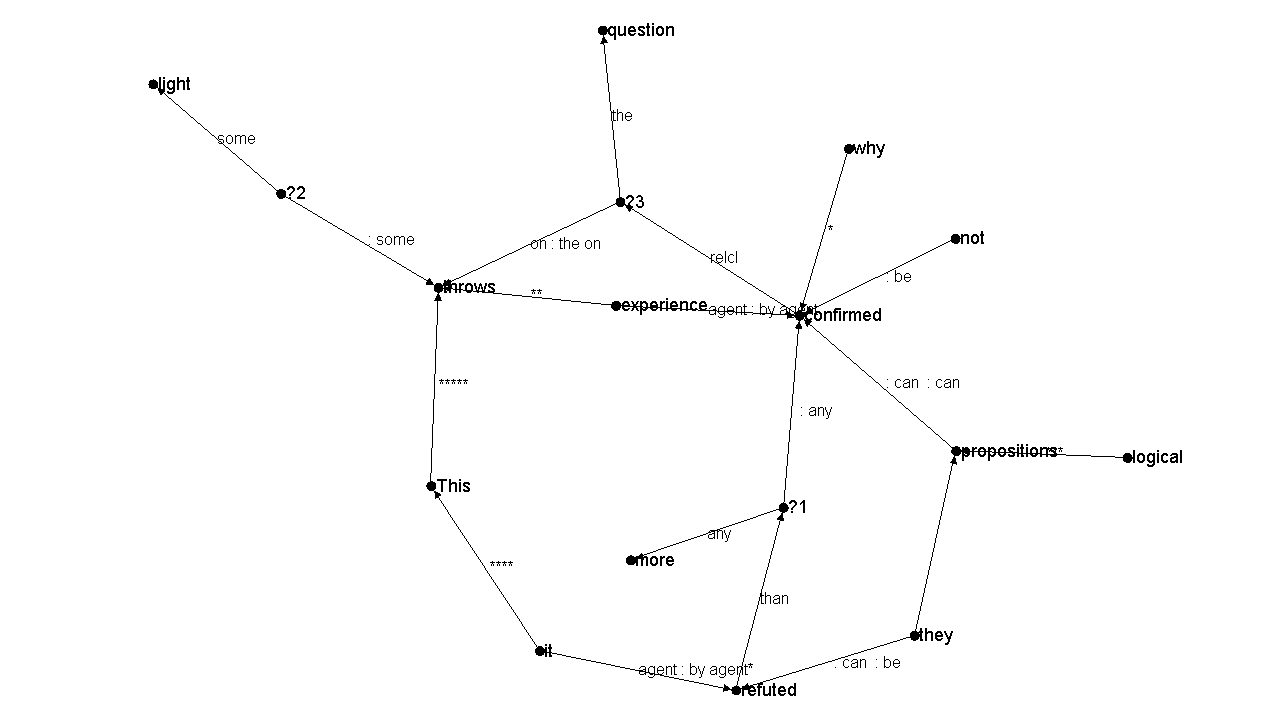 question
light
the
some
why
?2
?3
not
: some
on : the on
*
relcl
: be
throws
**
experience
agent : by agent
confirmed
*****
: can : can
: any
propositions
logical
This
?1
any
more
****
than
they
it
agent : by agent*
: can : be
refuted